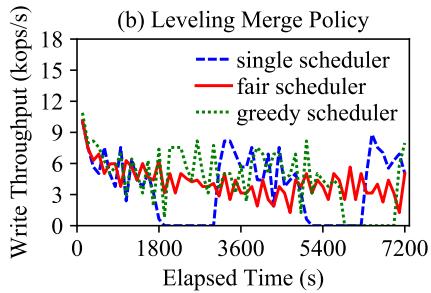 (b) Leveling Merge Policy
Write Throughput (kops/s)
18
15
12
9
6
3
0
single scheduler
fair scheduler
greedy scheduler
0 1800 3600 5400 7200
Elapsed Time (s)